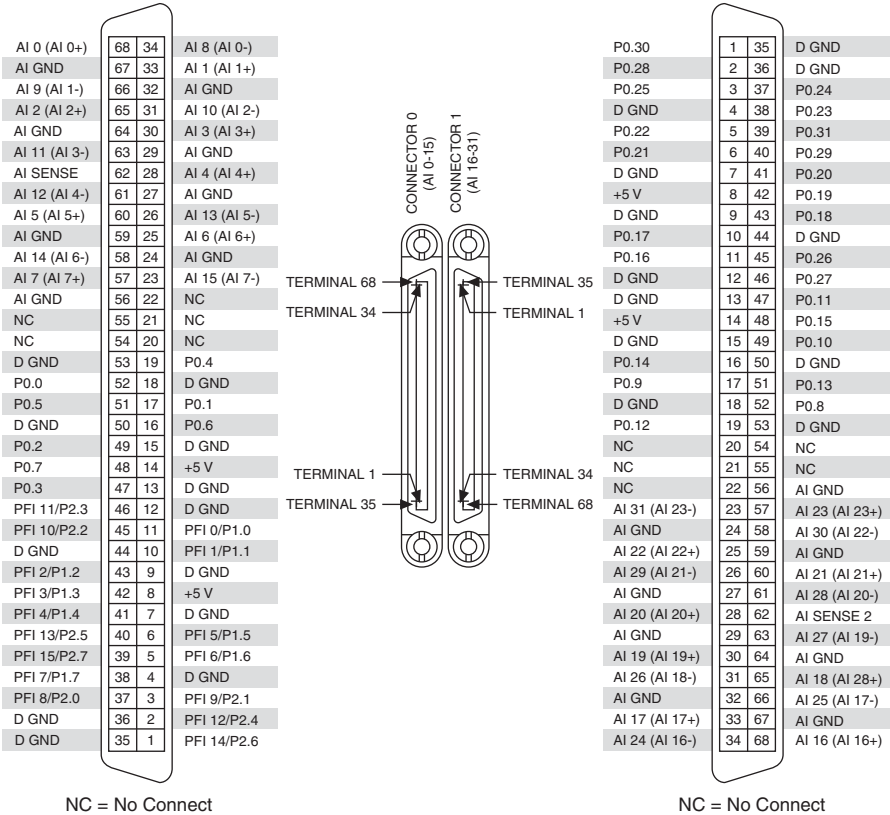 AI 0 (AI 0+) 68 34 AI 8 (AI 0-)
AI GND 67 33 AI 1 (AI 1+)
AI 9 (AI 1-) 66 32 AI GND
AI 2 (AI 2+) 65 31 AI 10 (AI 2-)
AI GND 64 30 AI 3 (AI 3+)
AI 11 (AI 3-) 63 29 AI GND
AI SENSE 62 28 AI 4 (AI 4+)
AI 12 (AI 4-) 61 27 AI GND
AI 5 (AI 5+) 60 26 AI 13 (AI 5-)
AI GND 59 25 AI 6 (AI 6+)
AI 14 (AI 6-) 58 24 AI GND
AI 7 (AI 7+) 57 23 AI 15 (AI 7-)
AI GND 56 22 NC
NC 55 21 NC
NC 54 20 NC
D GND 53 19 P0.4
P0.0 52 18 D GND
P0.5 51 17 P0.1
D GND 50 16 P0.6
P0.2 49 15 D GND
P0.7 48 14 +5 V
P0.3 47 13 D GND
PFI 11/P2.3 46 12 D GND
PFI 10/P2.2 45 11 PFI 0/P1.0
D GND 44 10 PFI 1/P1.1
PFI 2/P1.2 43 9 D GND
PFI 3/P1.3 42 8 +5 V
PFI 4/P1.4 41 7 D GND
PFI 13/P2.5 40 6 PFI 5/P1.5
PFI 15/P2.7 39 5 PFI 6/P1.6
PFI 7/P1.7 38 4 D GND
PFI 8/P2.0 37 3 PFI 9/P2.1
D GND 36 2 PFI 12/P2.4
D GND 35 1 PFI 14/P2.6
NC = No Connect
CONNECTOR 0
(AI 0-15)
CONNECTOR 1
(AI 16-31)
TERMINAL 68
TERMINAL 35
TERMINAL 34
TERMINAL 1
TERMINAL 1
TERMINAL 34
TERMINAL 35
TERMINAL 68
P0.30 1 35 D GND
P0.28 2 36 D GND
P0.25 3 37 P0.24
D GND 4 38 P0.23
P0.22 5 39 P0.31
P0.21 6 40 P0.29
D GND 7 41 P0.20
+5 V 8 42 P0.19
D GND 9 43 P0.18
P0.17 10 44 D GND
P0.16 11 45 P0.26
D GND 12 46 P0.27
D GND 13 47 P0.11
+5 V 14 48 P0.15
D GND 15 49 P0.10
P0.14 16 50 D GND
P0.9 17 51 P0.13
D GND 18 52 P0.8
P0.12 19 53 D GND
NC 20 54 NC
NC 21 55 NC
NC 22 56 AI GND
AI 31 (AI 23-) 23 57 AI 23 (AI 23+)
AI GND 24 58 AI 30 (AI 22-)
AI 22 (AI 22+) 25 59 AI GND
AI 29 (AI 21-) 26 60 AI 21 (AI 21+)
AI GND 27 61 AI 28 (AI 20-)
AI 20 (AI 20+) 28 62 AI SENSE 2
AI GND 29 63 AI 27 (AI 19-)
AI 19 (AI 19+) 30 64 AI GND
AI 26 (AI 18-) 31 65 AI 18 (AI 28+)
AI GND 32 66 AI 25 (AI 17-)
AI 17 (AI 17+) 33 67 AI GND
AI 24 (AI 16-) 34 68 AI 16 (AI 16+)
NC = No Connect